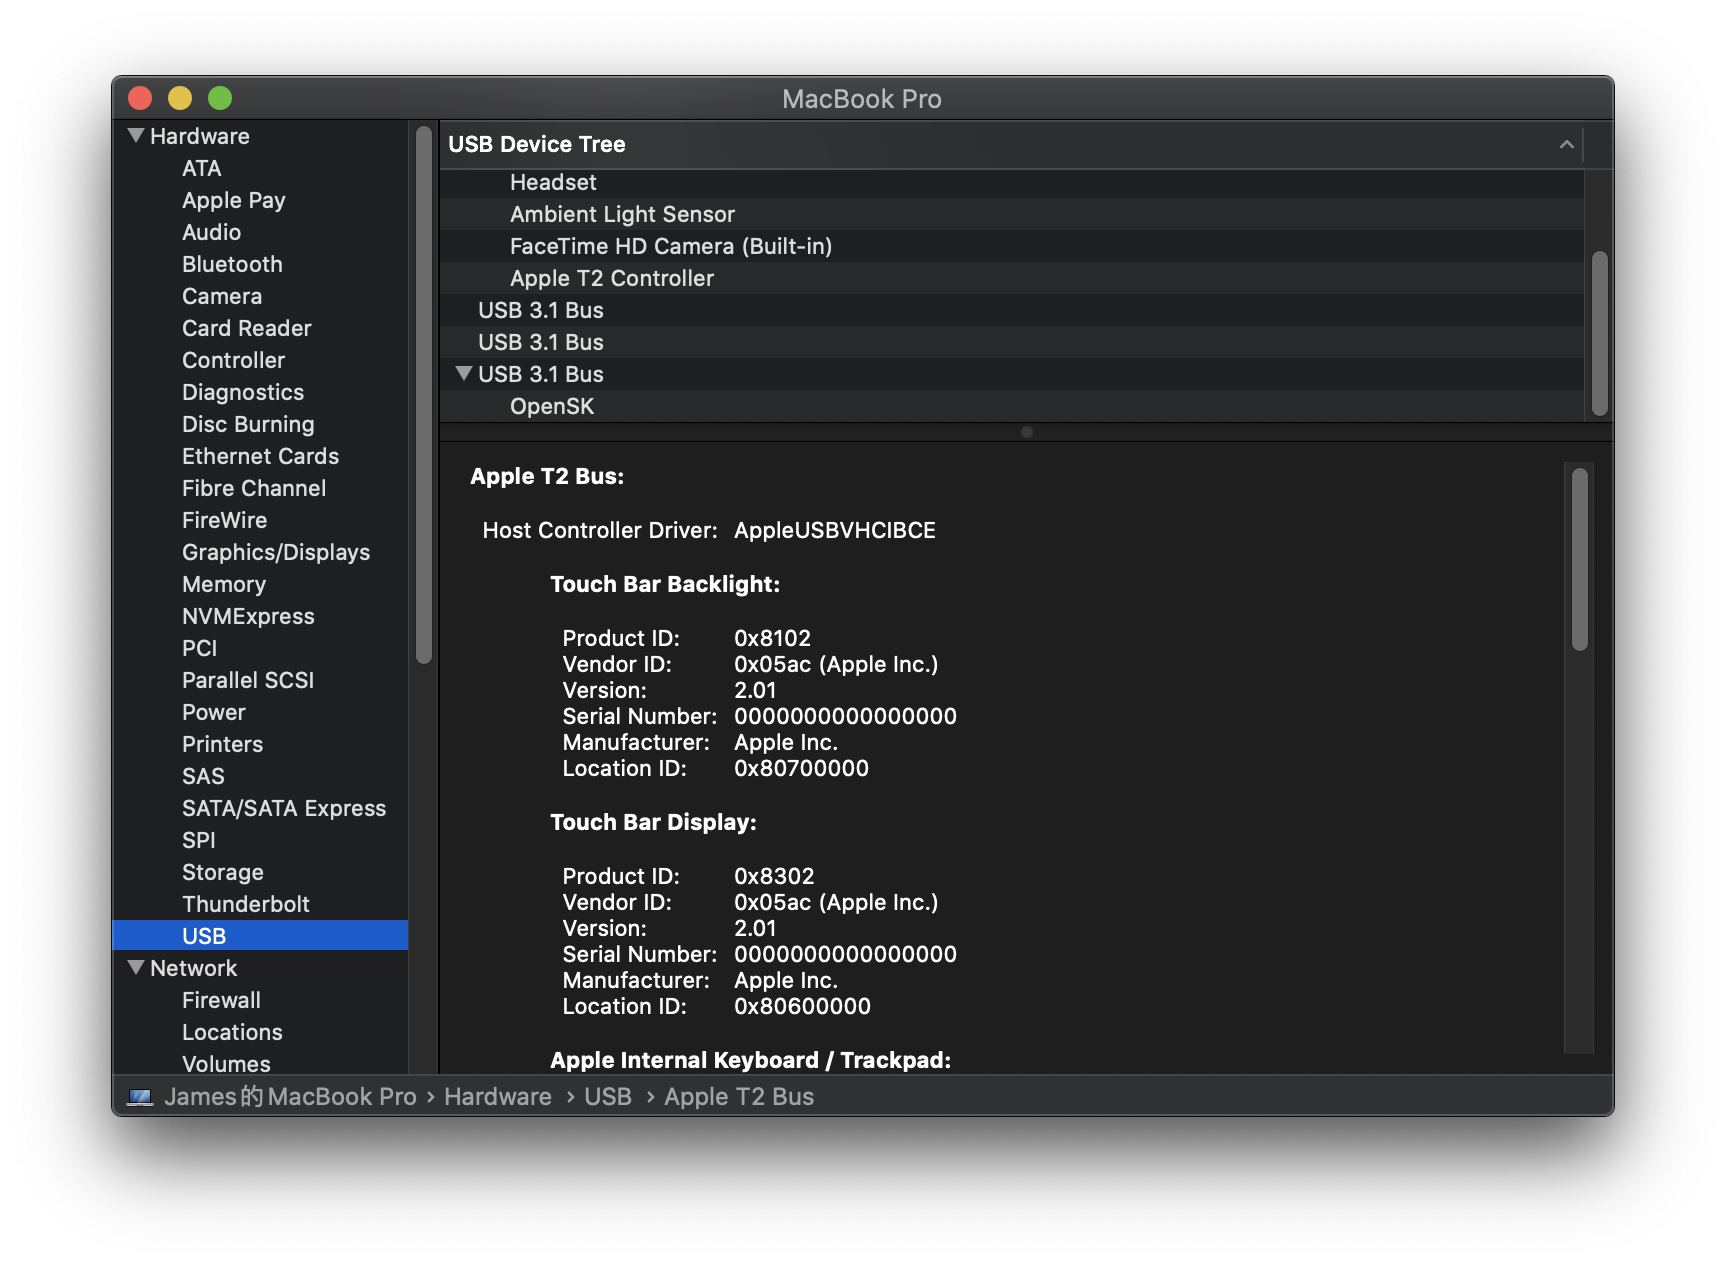 MacBook Pro
Hardware
ATA
Apple Pay
Audio
Bluetooth
Camera
Card Reader
Controller
Diagnostics
Disc Burning
Ethernet Cards
Fibre Channel
FireWire
Graphics/Displays
Memory
NVMExpress
PCI
Parallel SCSI
Power
Printers
SAS
SATA/SATA Express
SPI
Storage
Thunderbolt
USB
Network
Firewall
Locations
Volumes
USB Device Tree
Headset
Ambient Light Sensor
FaceTime HD Camera (Built-in)
Apple T2 Controller
USB 3.1 Bus
USB 3.1 Bus
USB 3.1 Bus
OpenSK
Apple T2 Bus:
Host Controller Driver: AppleUSBVHCIBCE
Touch Bar Backlight:
Product ID: 0x8102
Vendor ID: 0x05ac (Apple Inc.)
Version: 2.01
Serial Number: 0000000000000000
Manufacturer: Apple Inc.
Location ID: 0x80700000
Touch Bar Display:
Product ID: 0x8302
Vendor ID: 0x05ac (Apple Inc.)
Version: 2.01
Serial Number: 0000000000000000
Manufacturer: Apple Inc.
Location ID: 0x80600000
Apple Internal Keyboard / Trackpad:
James的MacBook Pro › Hardware › USB › Apple T2 Bus